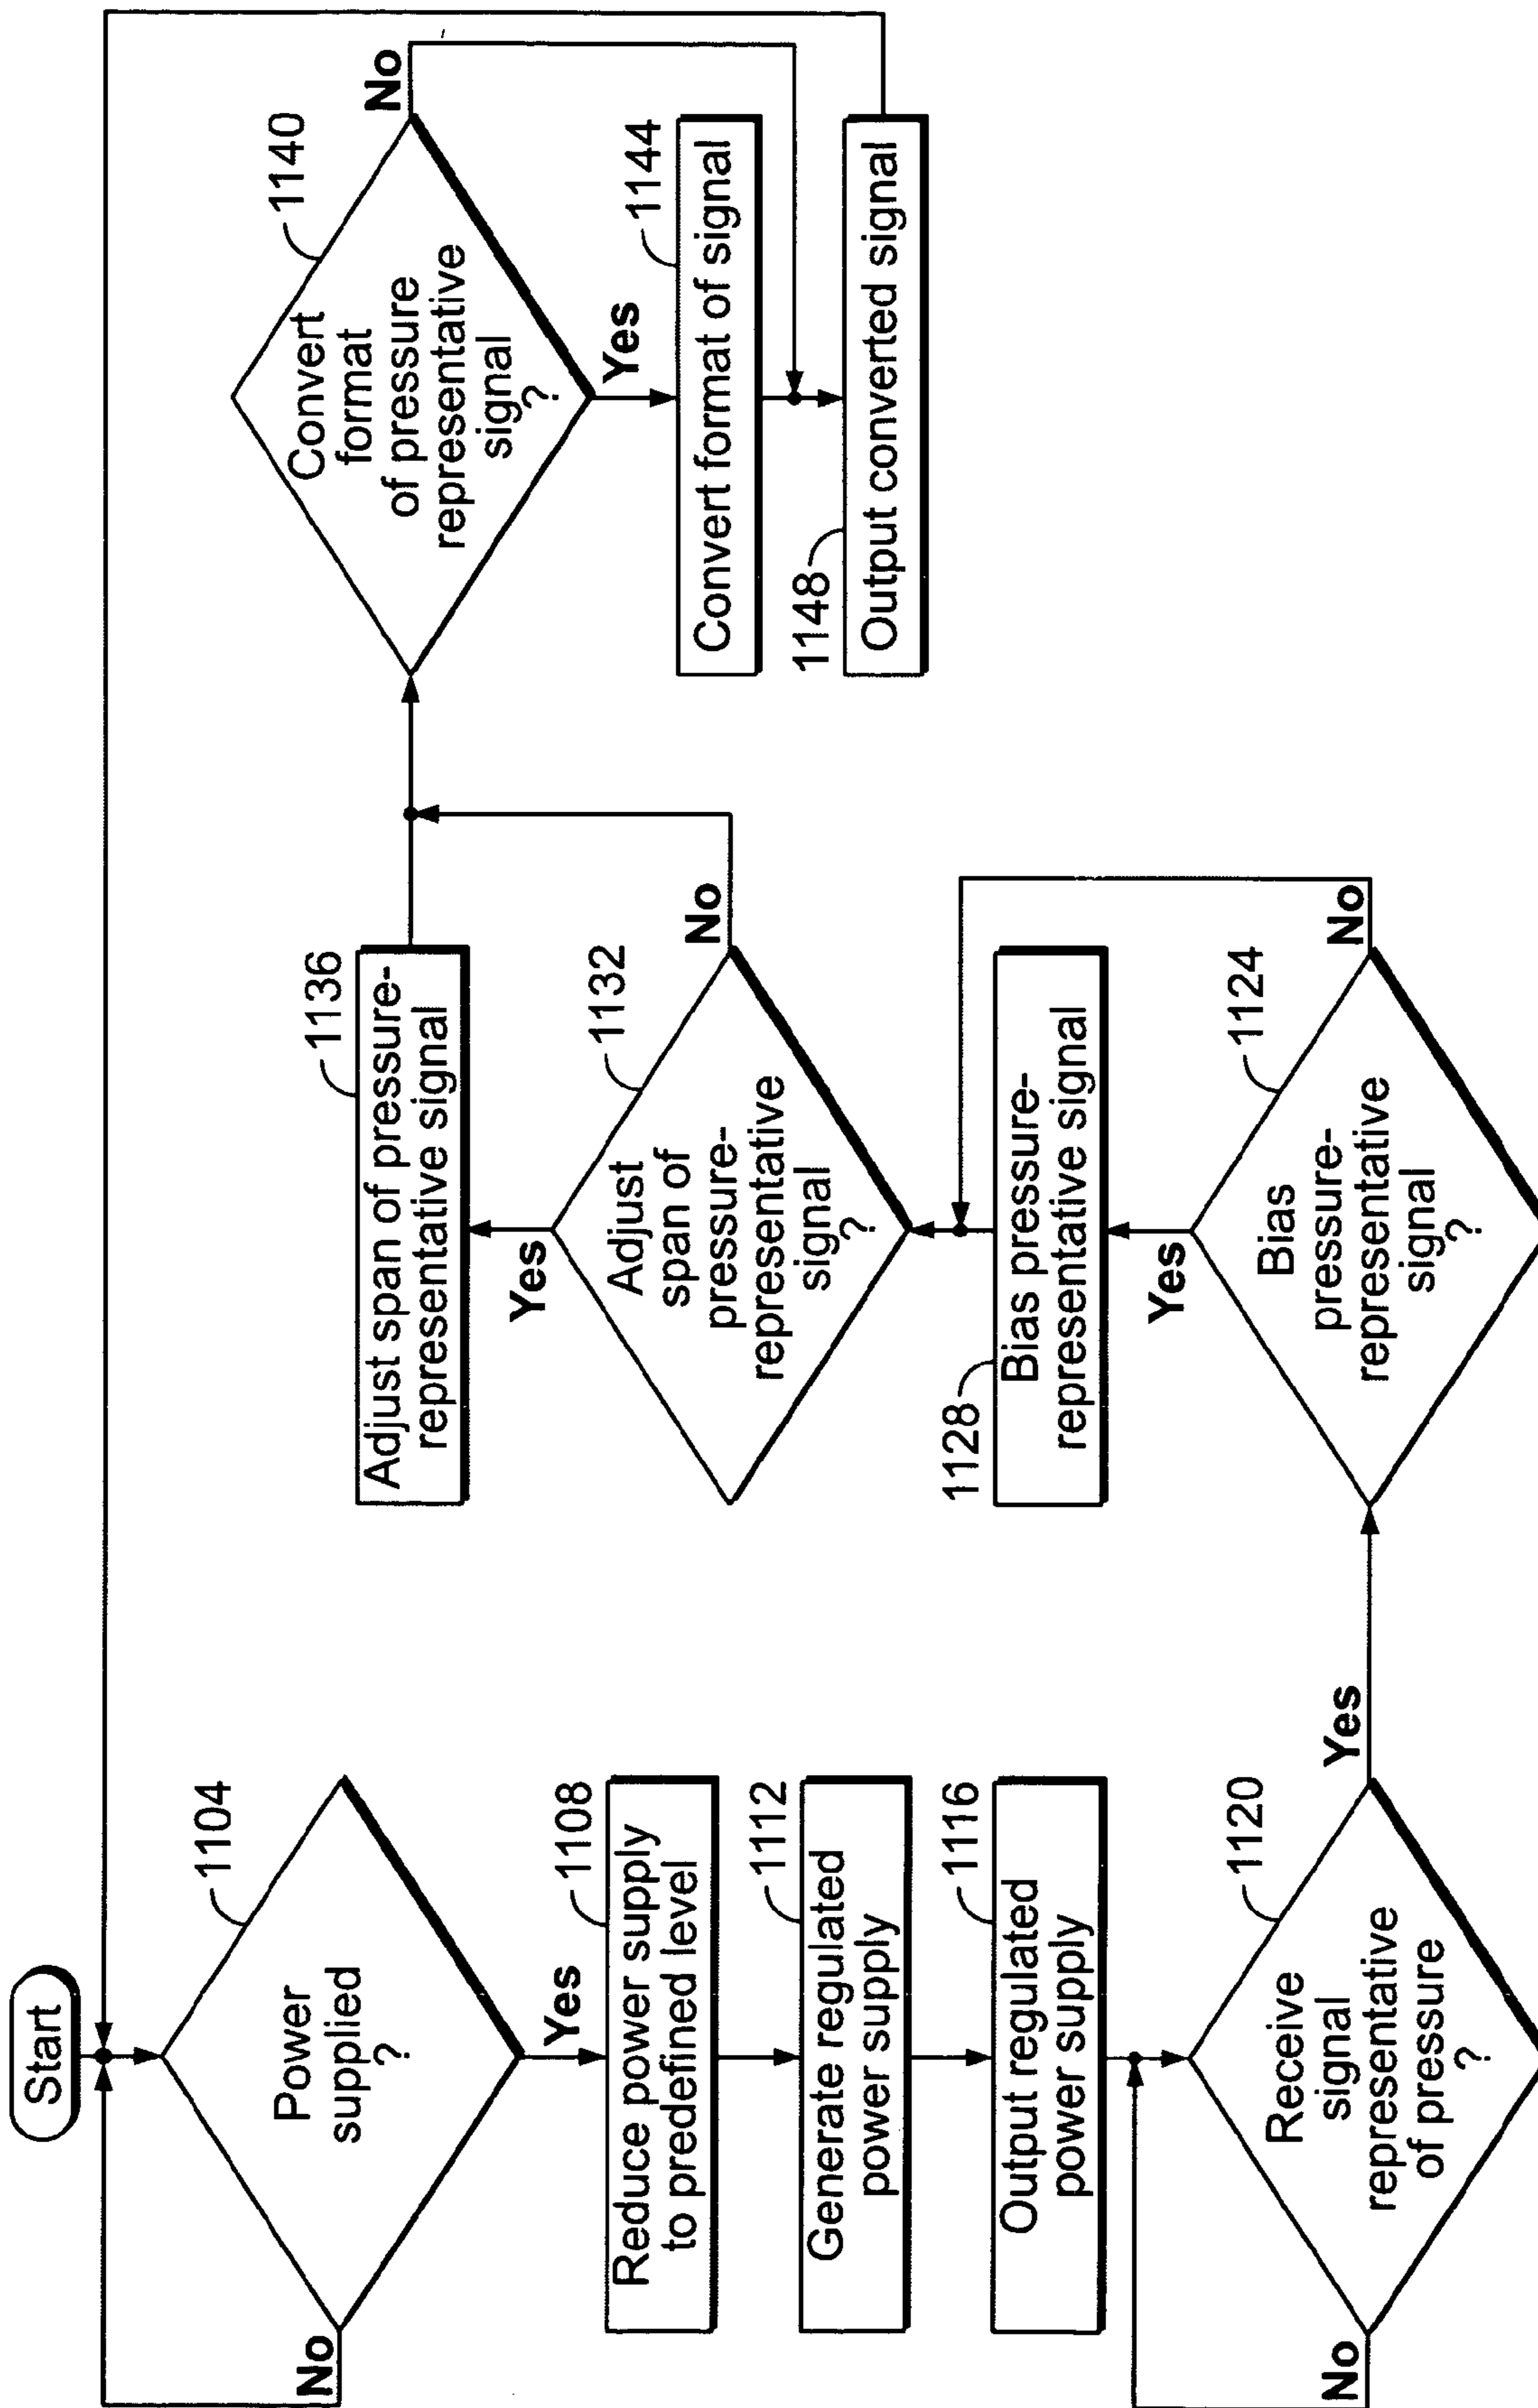 Start
1104
Power
supplied
?
No
Yes
1108
Reduce power supply
to predefined level
1112
Generate regulated
power supply
1116
Output regulated
power supply
1120
Receive
signal
representative
of pressure
?
No
Yes
1124
Bias
pressure-
representative
signal
?
No
Yes
1128
Bias pressure-
representative signal
1132
Adjust
span of
pressure-
representative
signal
?
No
Yes
1136
Adjust span of pressure-
representative signal
1140
Convert
format
of pressure
representative
signal
?
No
Yes
1144
Convert format of signal
1148
Output converted signal